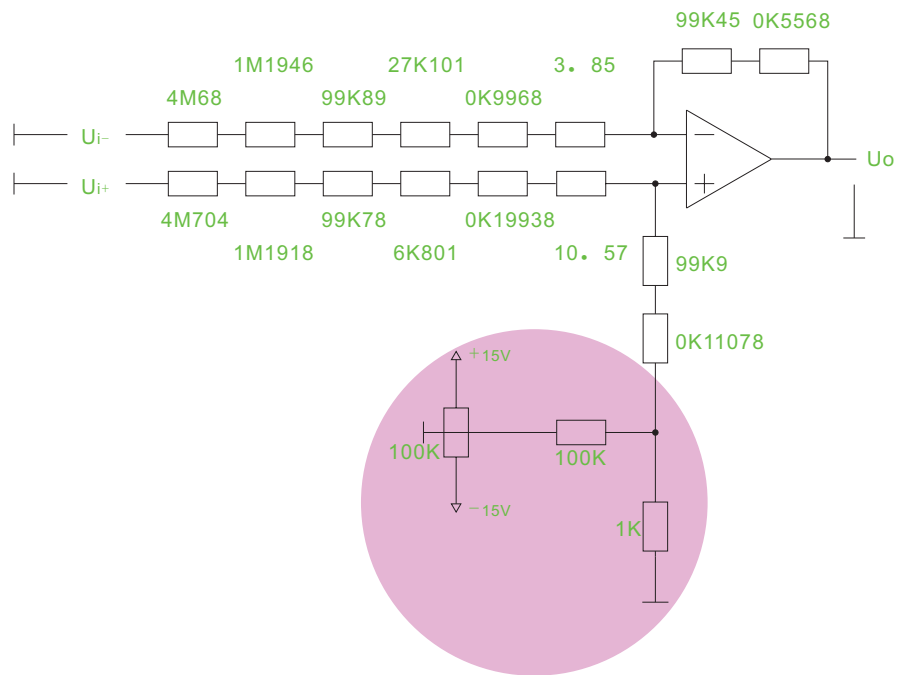 99K45 0K5568
1M1946 27K101 3. 85
4M68 99K89 0K9968
Ui-
Uo
Ui+
4M704 99K78 0K19938
1M1918 6K801 10. 57
99K9
0K11078
+15V
100K 100K
-15V
1K